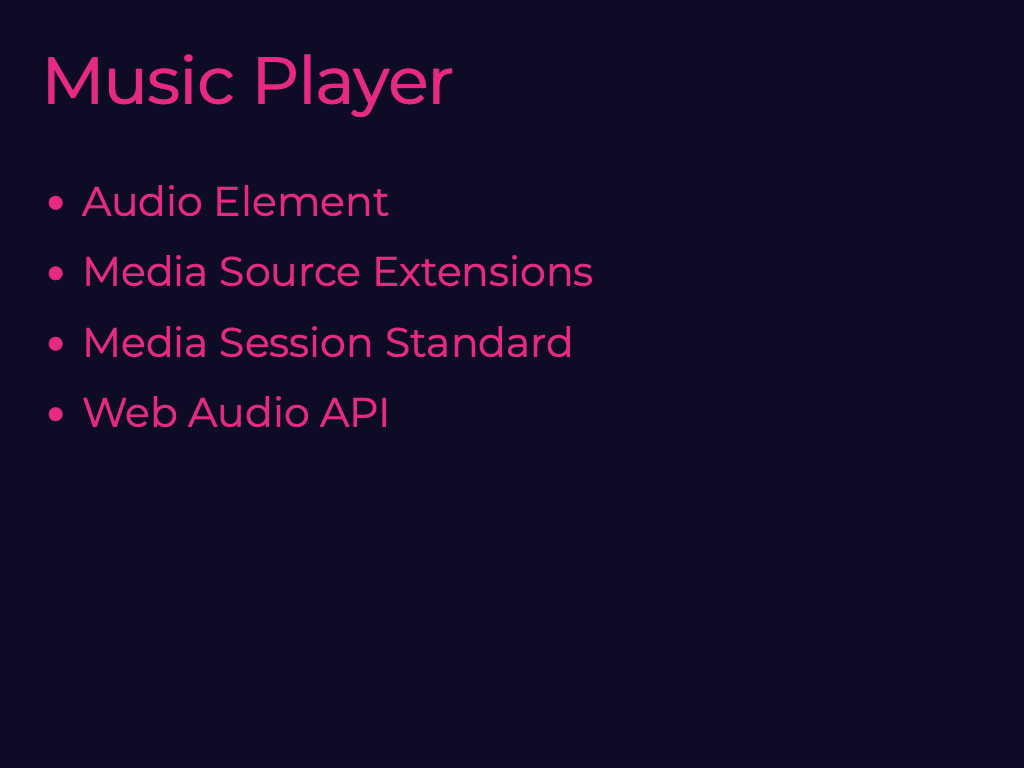 Music Player
• Audio Element
• Media Source Extensions
• Media Session Standard
• Web Audio API